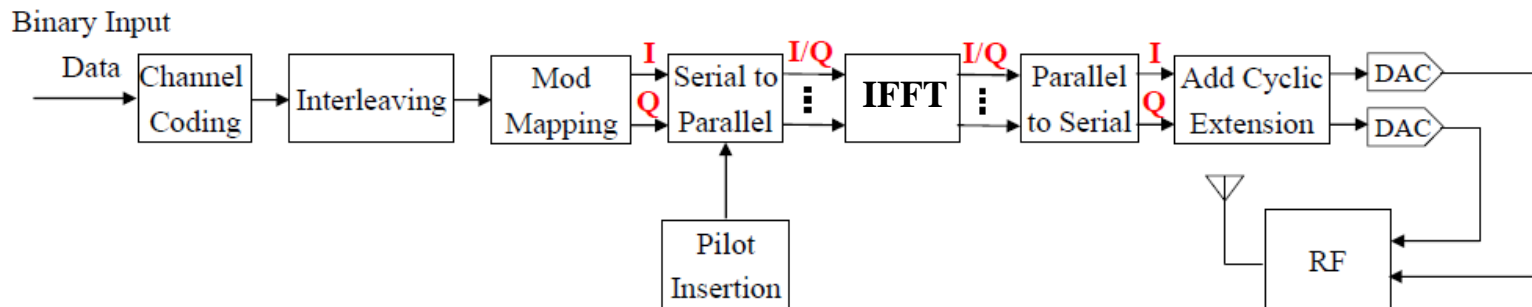 Binary Input
Data
Channel
Coding
Interleaving
Mod
Mapping
I
Q
Serial to
Parallel
I/Q
IFFT
I/Q
Parallel
to Serial
I
Q
Add Cyclic
Extension
DAC
DAC
Pilot
Insertion
RF